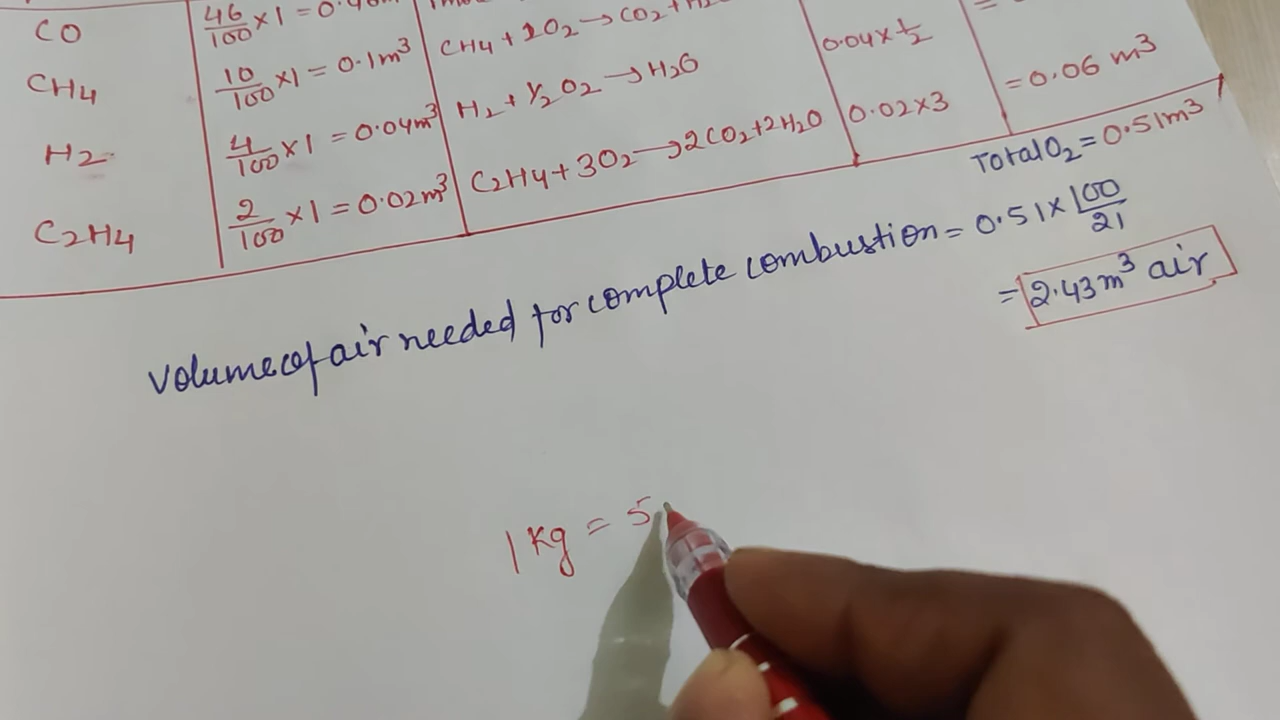 CO 46/100 × 1 = 0.46m
CH4 10/100 × 1 = 0.1m³ CH4 + 2O2 → CO2 + H2
H2 4/100 × 1 = 0.04m³ H2 + 1/2 O2 → H2O 0.04 × 1/2 =
C2H4 2/100 × 1 = 0.02m³ C2H4 + 3O2 → 2CO2 + 2H2O 0.02 × 3 = 0.06 m³
Total O2 = 0.51m³
Volume of air needed for complete combustion = 0.51 × 100/21
= 2.43m³ air
1 Kg = 5